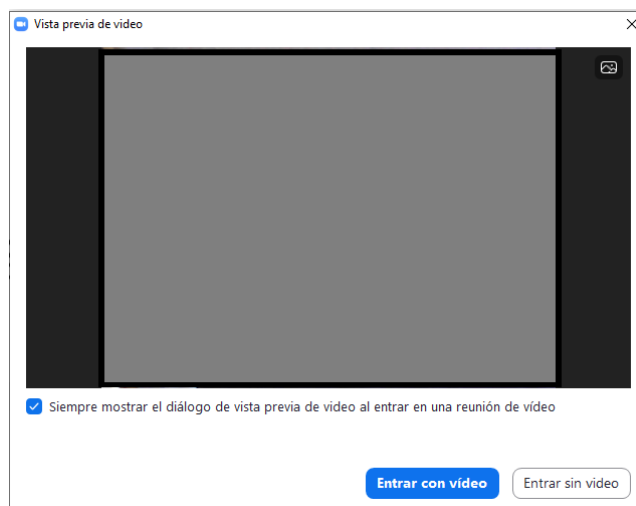 Vista previa de video
Siempre mostrar el diálogo de vista previa de video al entrar en una reunión de vídeo
Entrar con vídeo
Entrar sin video